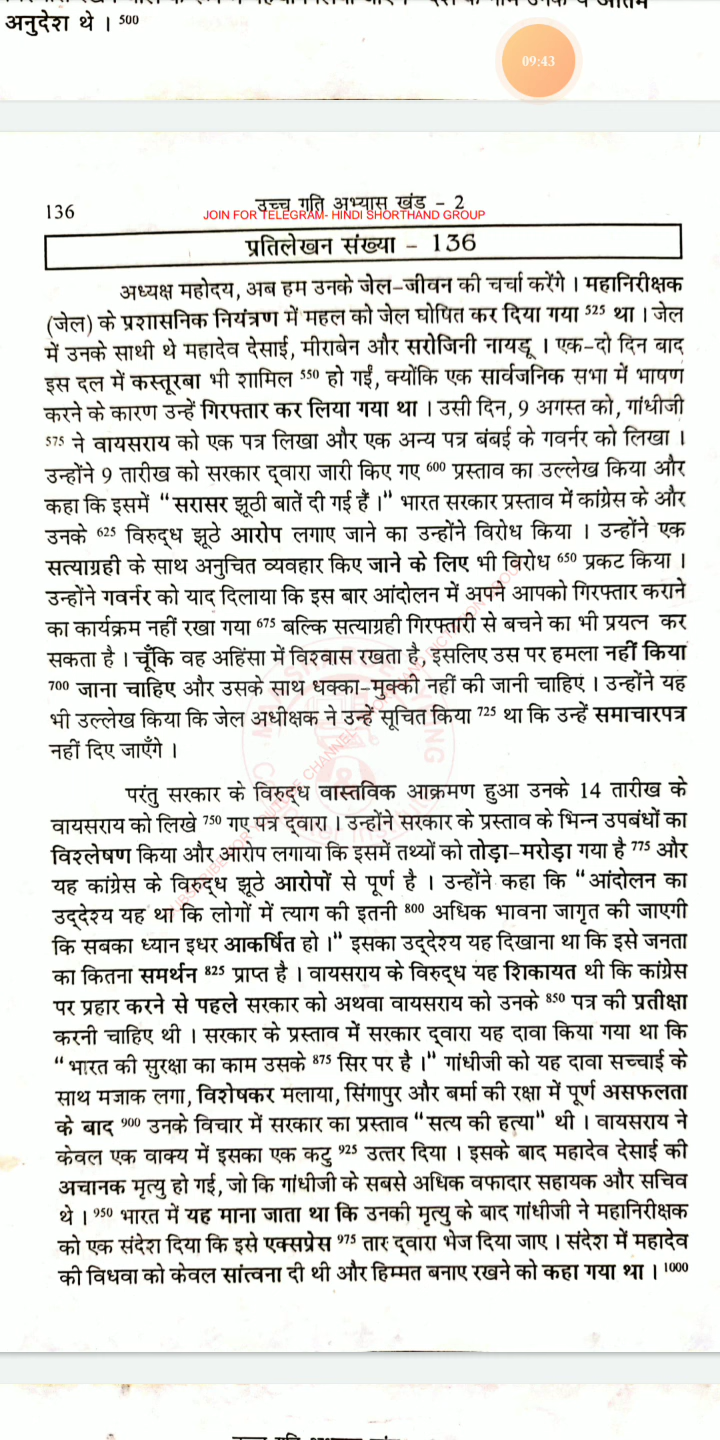 अनुदेश थे । 500
09:43
136
उच्च गति अभ्यास खंड - 2
JOIN FOR TELEGRAM- HINDI SHORTHAND GROUP
प्रतिलेखन संख्या - 136
अध्यक्ष महोदय, अब हम उनके जेल-जीवन की चर्चा करेंगे । महानिरीक्षक
(जेल) के प्रशासनिक नियंत्रण में महल को जेल घोषित कर दिया गया 525 था । जेल
में उनके साथी थे महादेव देसाई, मीराबेन और सरोजिनी नायडू । एक-दो दिन बाद
इस दल में कस्तूरबा भी शामिल 550 हो गईं, क्योंकि एक सार्वजनिक सभा में भाषण
करने के कारण उन्हें गिरफ्तार कर लिया गया था । उसी दिन, 9 अगस्त को, गांधीजी
575 ने वायसराय को एक पत्र लिखा और एक अन्य पत्र बंबई के गवर्नर को लिखा ।
उन्होंने 9 तारीख को सरकार द्वारा जारी किए गए 600 प्रस्ताव का उल्लेख किया और
कहा कि इसमें "सरासर झूठी बातें दी गई हैं ।" भारत सरकार प्रस्ताव में कांग्रेस के और
उनके 625 विरुद्ध झूठे आरोप लगाए जाने का उन्होंने विरोध किया । उन्होंने एक
सत्याग्रही के साथ अनुचित व्यवहार किए जाने के लिए भी विरोध 650 प्रकट किया ।
उन्होंने गवर्नर को याद दिलाया कि इस बार आंदोलन में अपने आपको गिरफ्तार कराने
का कार्यक्रम नहीं रखा गया 675 बल्कि सत्याग्रही गिरफ्तारी से बचने का भी प्रयत्न कर
सकता है । चूँकि वह अहिंसा में विश्वास रखता है, इसलिए उस पर हमला नहीं किया
700 जाना चाहिए और उसके साथ धक्का-मुक्की नहीं की जानी चाहिए । उन्होंने यह
भी उल्लेख किया कि जेल अधीक्षक ने उन्हें सूचित किया 725 था कि उन्हें समाचारपत्र
नहीं दिए जाएँगे ।
परंतु सरकार के विरुद्ध वास्तविक आक्रमण हुआ उनके 14 तारीख के
वायसराय को लिखे 750 गए पत्र द्वारा । उन्होंने सरकार के प्रस्ताव के भिन्न उपबंधों का
विश्लेषण किया और आरोप लगाया कि इसमें तथ्यों को तोड़ा-मरोड़ा गया है 775 और
यह कांग्रेस के विरुद्ध झूठे आरोपों से पूर्ण है । उन्होंने कहा कि "आंदोलन का
उद्देश्य यह था कि लोगों में त्याग की इतनी 800 अधिक भावना जागृत की जाएगी
कि सबका ध्यान इधर आकर्षित हो ।" इसका उद्देश्य यह दिखाना था कि इसे जनता
का कितना समर्थन 825 प्राप्त है । वायसराय के विरुद्ध यह शिकायत थी कि कांग्रेस
पर प्रहार करने से पहले सरकार को अथवा वायसराय को उनके 850 पत्र की प्रतीक्षा
करनी चाहिए थी । सरकार के प्रस्ताव में सरकार द्वारा यह दावा किया गया था कि
"भारत की सुरक्षा का काम उसके 875 सिर पर है ।" गांधीजी को यह दावा सच्चाई के
साथ मजाक लगा, विशेषकर मलाया, सिंगापुर और बर्मा की रक्षा में पूर्ण असफलता
के बाद 900 उनके विचार में सरकार का प्रस्ताव "सत्य की हत्या" थी । वायसराय ने
केवल एक वाक्य में इसका एक कटु 925 उत्तर दिया । इसके बाद महादेव देसाई की
अचानक मृत्यु हो गई, जो कि गांधीजी के सबसे अधिक वफादार सहायक और सचिव
थे । 950 भारत में यह माना जाता था कि उनकी मृत्यु के बाद गांधीजी ने महानिरीक्षक
को एक संदेश दिया कि इसे एक्सप्रेस 975 तार द्वारा भेज दिया जाए । संदेश में महादेव
की विधवा को केवल सांत्वना दी थी और हिम्मत बनाए रखने को कहा गया था । 1000